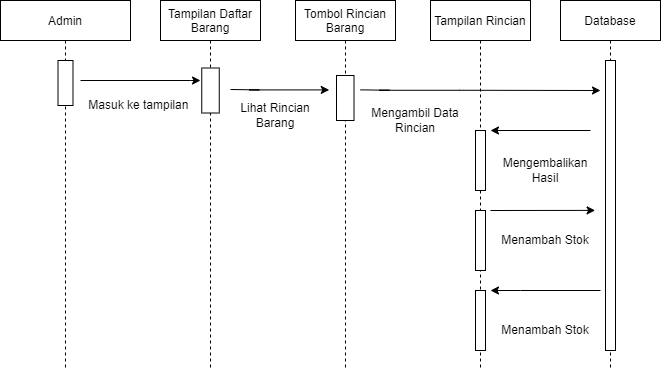 Admin
Tampilan Daftar
Barang
Tombol Rincian
Barang
Tampilan Rincian
Database
Masuk ke tampilan
Lihat Rincian
Barang
Mengambil Data
Rincian
Mengembalikan
Hasil
Menambah Stok
Menambah Stok